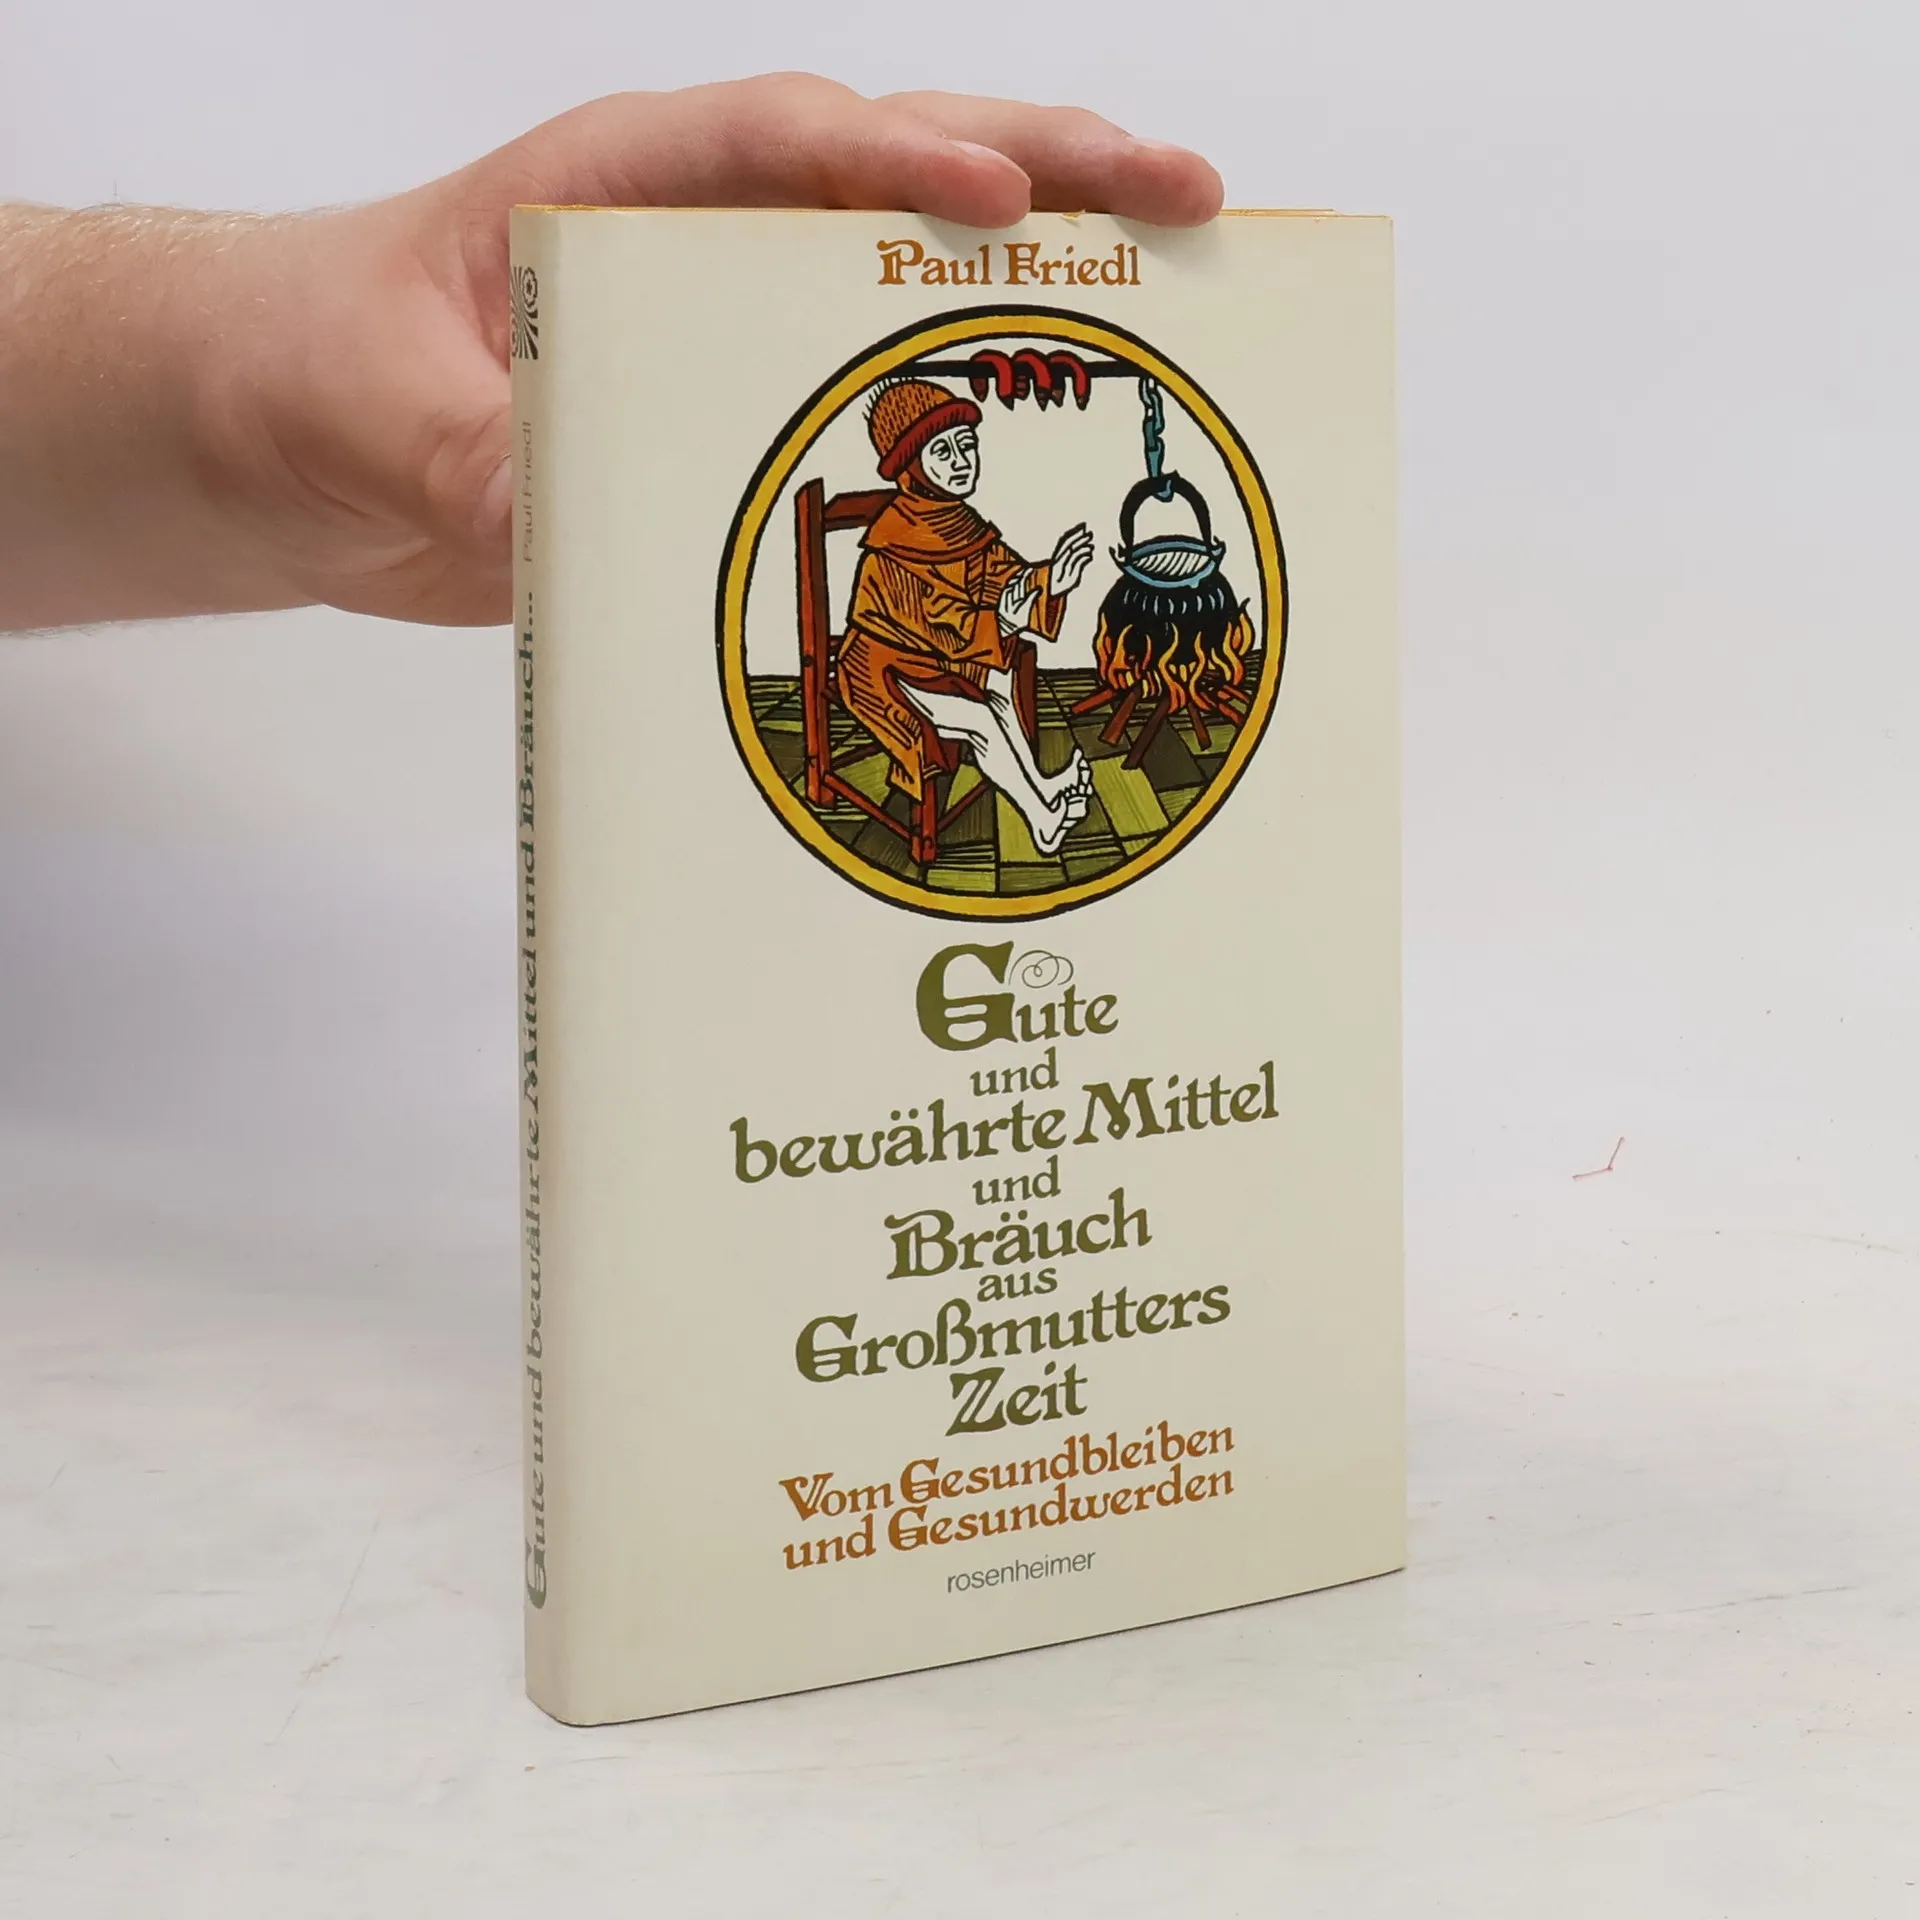 Paul Friedl
Gute
und
bewährte Mittel
und
Bräuch
aus
Großmutters
Zeit
Vom Gesundbleiben
und Gesundwerden
rosenheimer
Gute und bewährte Mittel und Bräuch... Paul Friedl